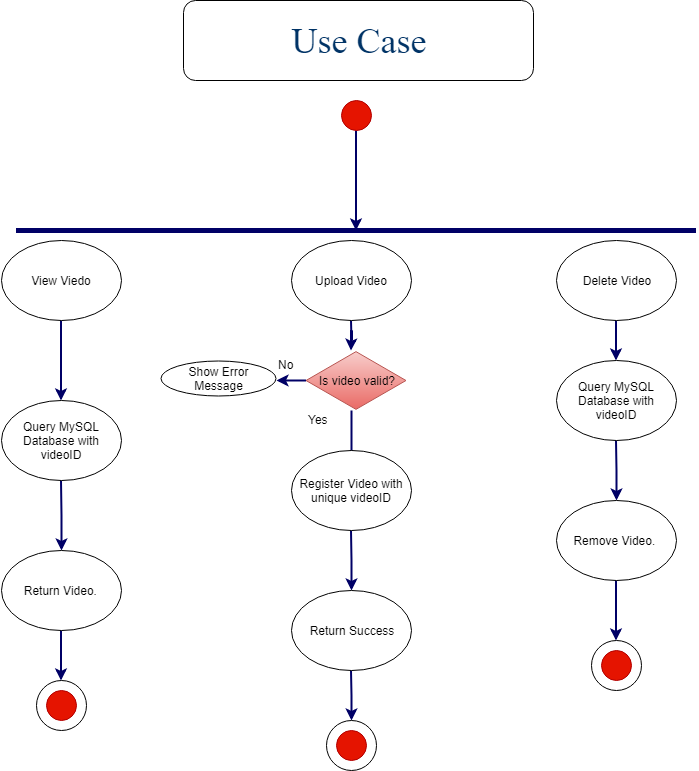 Use Case
View Viedo
Upload Video
Delete Video
Show Error
Message
No
Is video valid?
Yes
Query MySQL
Database with
videoID
Query MySQL
Database with
videoID
Register Video with
unique videoID
Return Video.
Remove Video.
Return Success